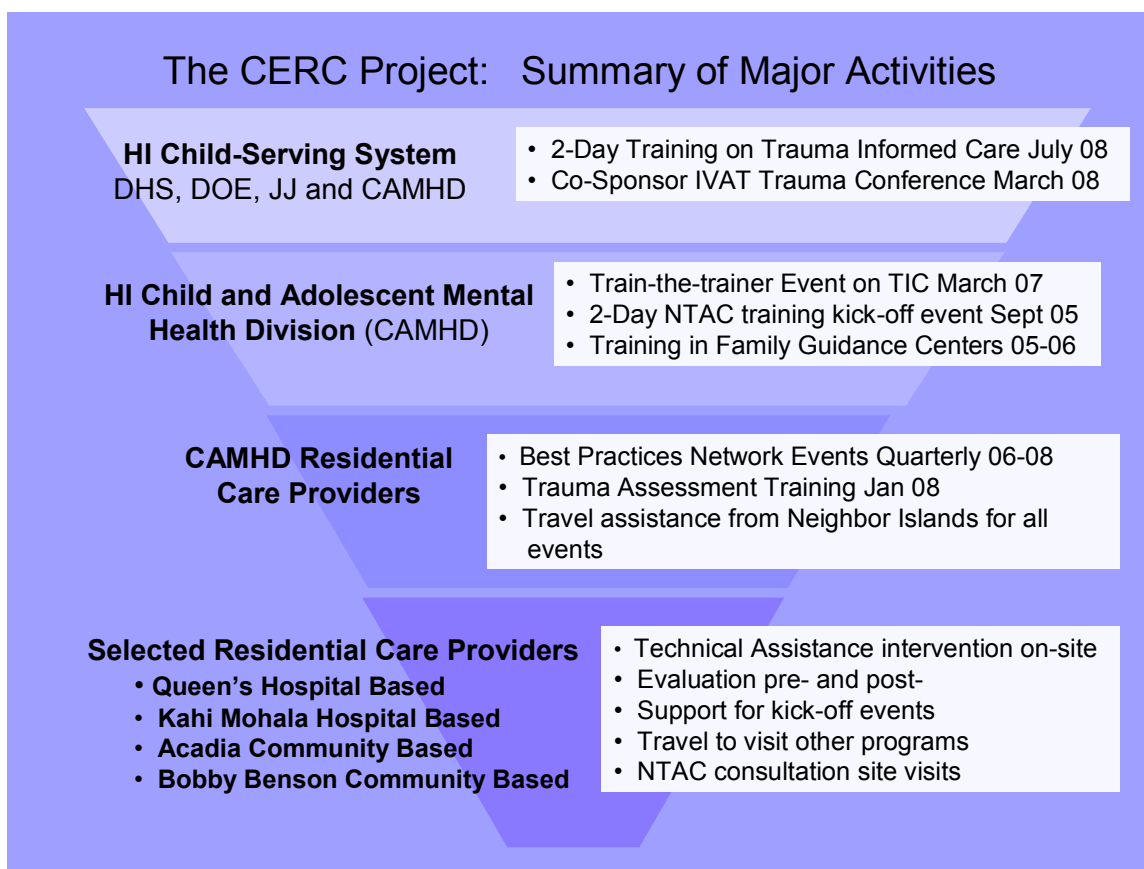 The CERC Project: Summary of Major Activities
HI Child-Serving System
DHS, DOE, JJ and CAMHD
• 2-Day Training on Trauma Informed Care July 08
• Co-Sponsor IVAT Trauma Conference March 08
HI Child and Adolescent Mental
Health Division (CAMHD)
• Train-the-trainer Event on TIC March 07
• 2-Day NTAC training kick-off event Sept 05
• Training in Family Guidance Centers 05-06
CAMHD Residential
Care Providers
• Best Practices Network Events Quarterly 06-08
• Trauma Assessment Training Jan 08
• Travel assistance from Neighbor Islands for all
events
Selected Residential Care Providers
• Queen's Hospital Based
• Kahi Mohala Hospital Based
• Acadia Community Based
• Bobby Benson Community Based
• Technical Assistance intervention on-site
• Evaluation pre- and post-
• Support for kick-off events
• Travel to visit other programs
• NTAC consultation site visits